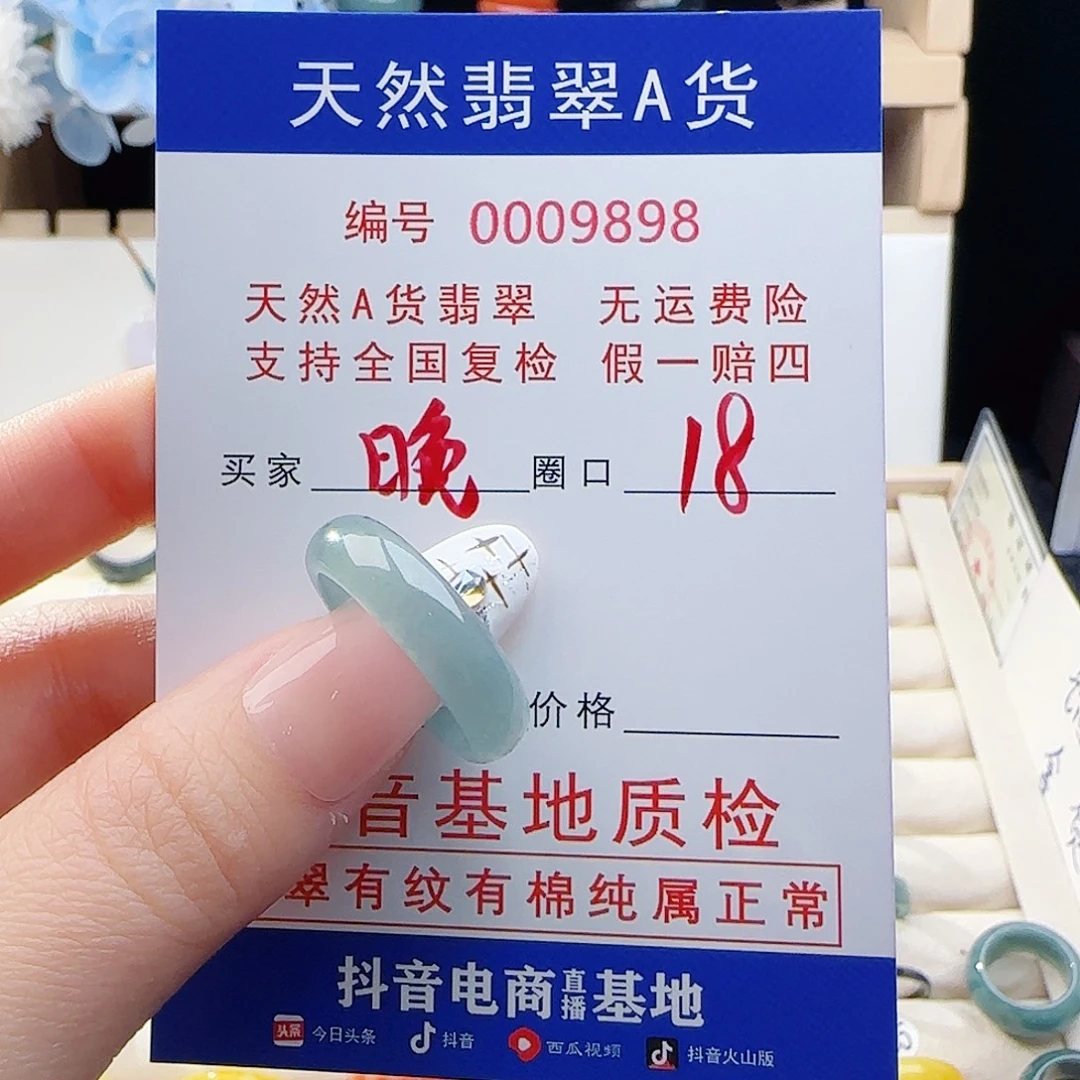 天然翡翠A货
编号 0009898
天然A货翡翠 无运费险
支持全国复检 假一赔四
买家 晚 圈口 18
价格
音基地质检
翠有纹有棉纯属正常
抖音电商直播基地
头条 今日头条 抖音 西瓜视频 抖音火山版